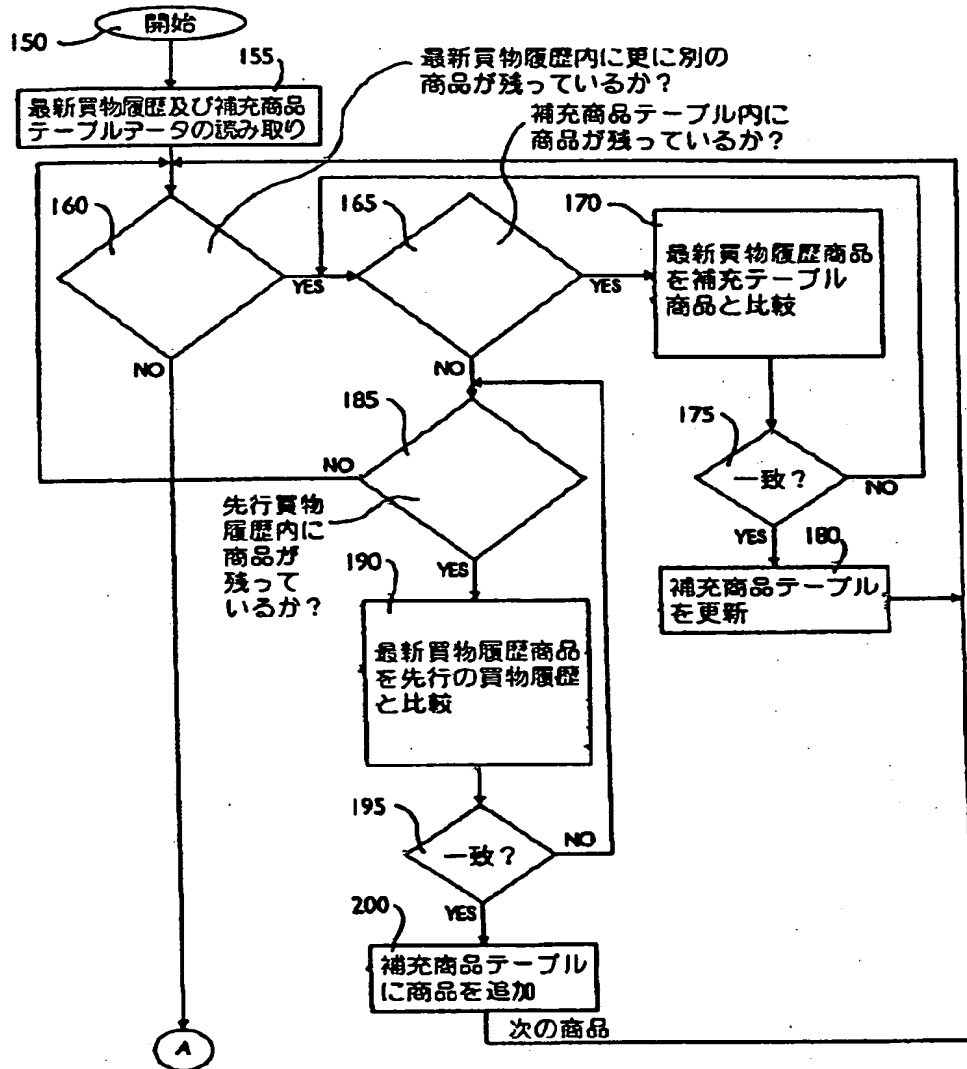 開始
150
155
最新買物履歴及び補充商品
テーブルデータの読み取り
最新買物履歴内に更に別の
商品が残っているか？
補充商品テーブル内に
商品が残っているか？
160
YES
NO
165
YES
NO
170
最新買物履歴商品
を補充テーブル
商品と比較
175
一致？
NO
YES
180
補充商品テーブル
を更新
185
NO
YES
先行買物
履歴内に
商品が
残って
いるか？
190
最新買物履歴商品
を先行の買物履歴
と比較
195
一致？
NO
YES
200
補充商品テーブル
に商品を追加
次の商品
A